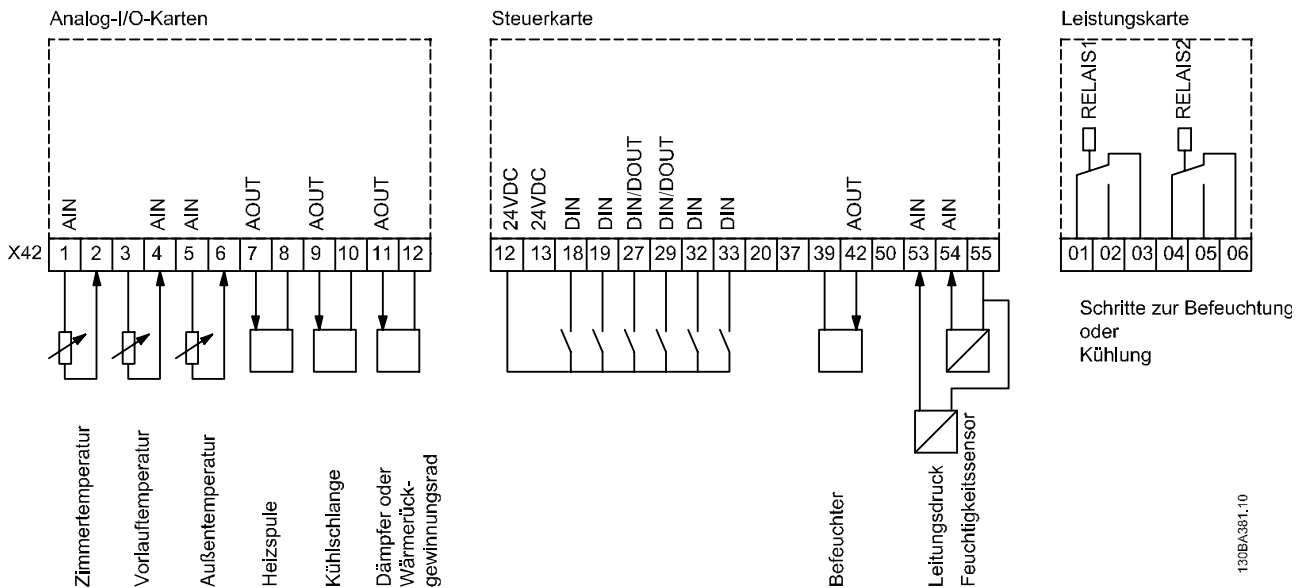 Analog-I/O-Karten
Steuerkarte
Leistungskarte
RELAIS1
RELAIS2
AIN
AIN
AIN
AOUT
AOUT
AOUT
24VDC
24VDC
DIN
DIN
DIN/DOUT
DIN/DOUT
DIN
DIN
AOUT
AIN
AIN
X42 1 2 3 4 5 6 7 8 9 10 11 12
12 13 18 19 27 29 32 33 20 37 39 42 50 53 54 55
01 02 03 04 05 06
Schritte zur Befeuchtung
oder
Kühlung
Zimmertemperatur
Vorlauftemperatur
Außentemperatur
Heizspule
Kühlschlange
Dämpfer oder
Wärmerück-
gewinnungsrad
Befeuchter
Leitungsdruck
Feuchtigkeitssensor
130BA381.10